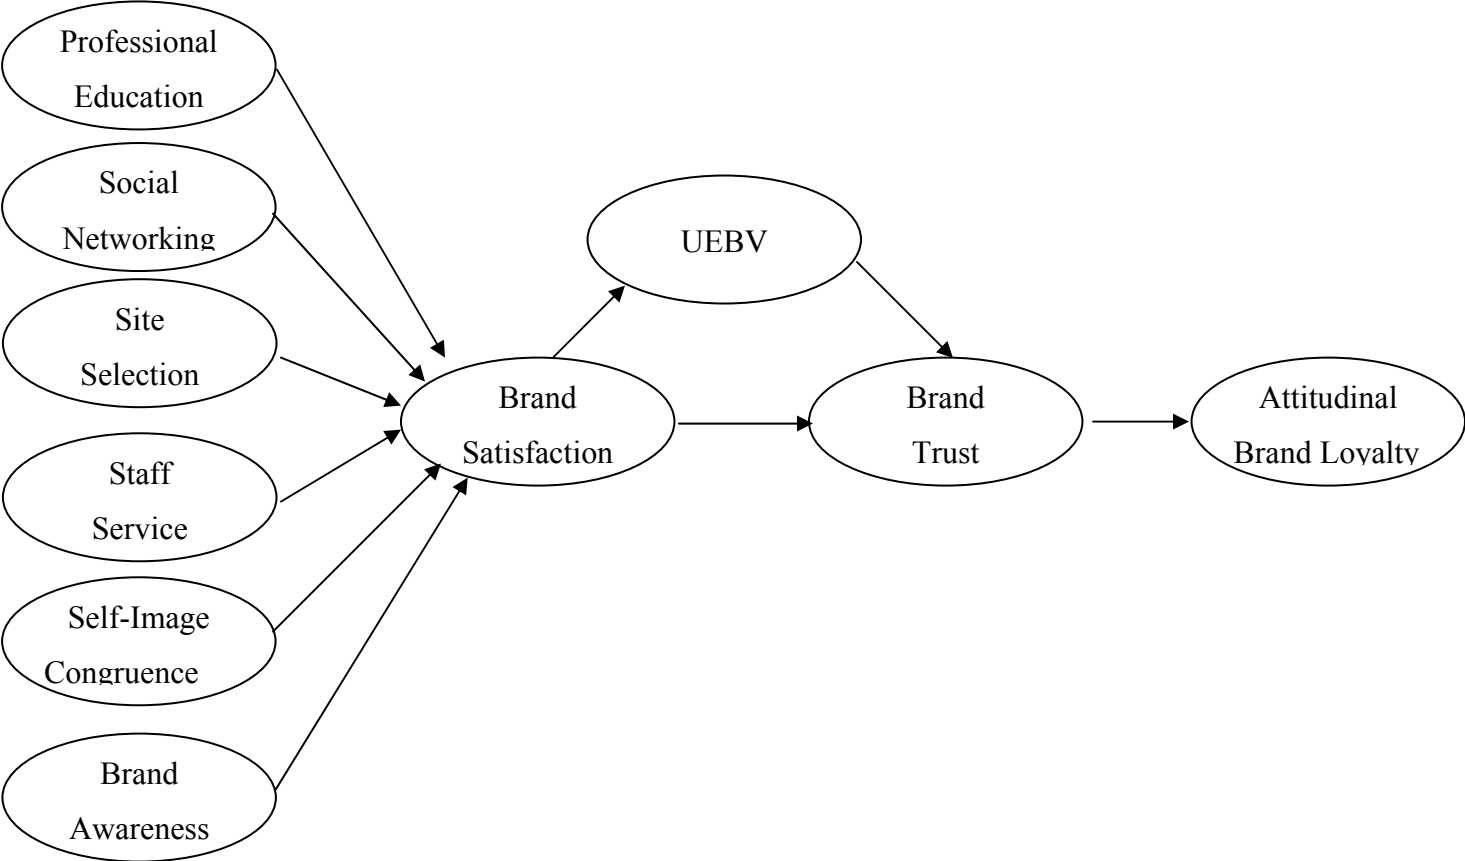 Professional
Education
Social
Networking
Site
Selection
Staff
Service
Self-Image
Congruence
Brand
Awareness
UEBV
Brand
Satisfaction
Brand
Trust
Attitudinal
Brand Loyalty